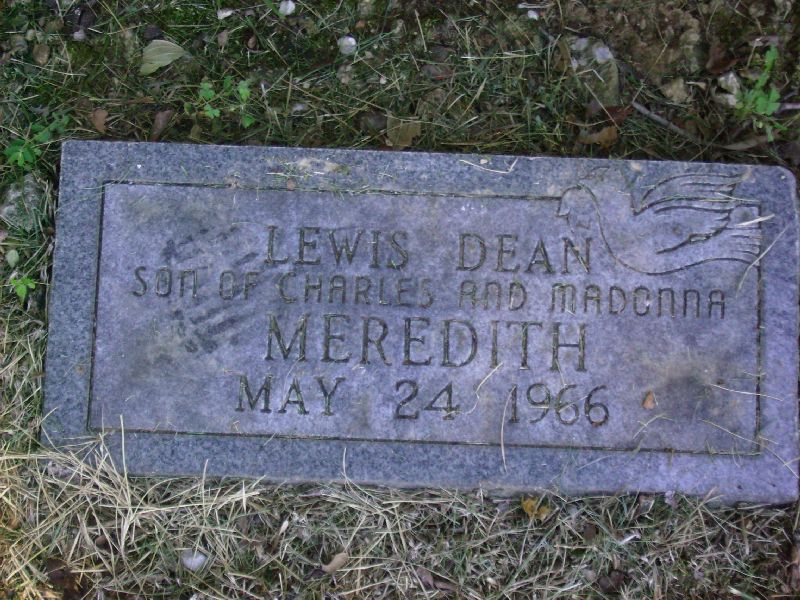 LEWIS DEAN
SON OF CHARLES AND MADONNA
MEREDITH
MAY 24 1966